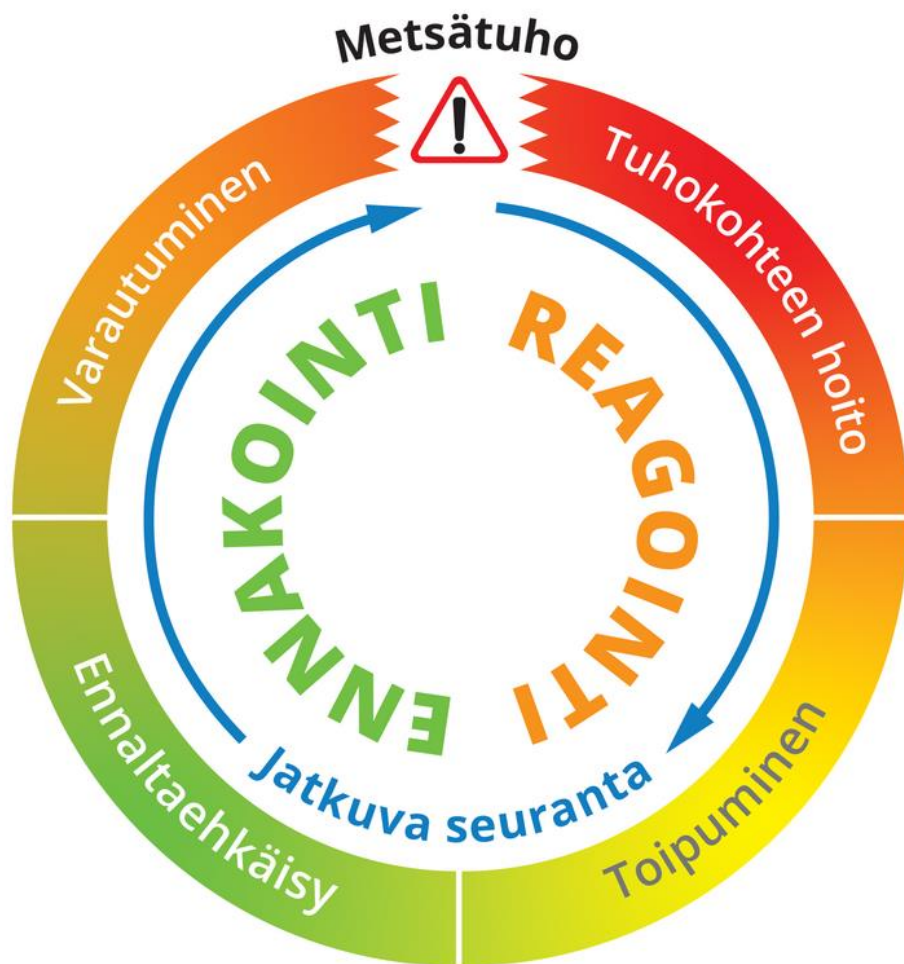 Metsätuho
Tuhokohteen hoito
Toipuminen
Ennaltaehkäisy
Varautuminen
REAGOINTI
ENNAKOINTI
Jatkuva seuranta